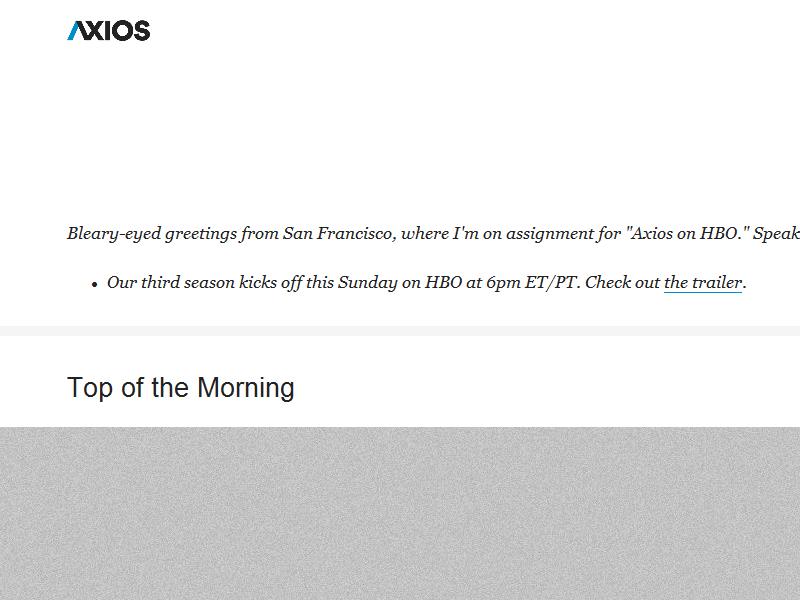 AXIOS
Bleary-eyed greetings from San Francisco, where I'm on assignment for "Axios on HBO." Speak
• Our third season kicks off this Sunday on HBO at 6pm ET/PT. Check out the trailer.
Top of the Morning